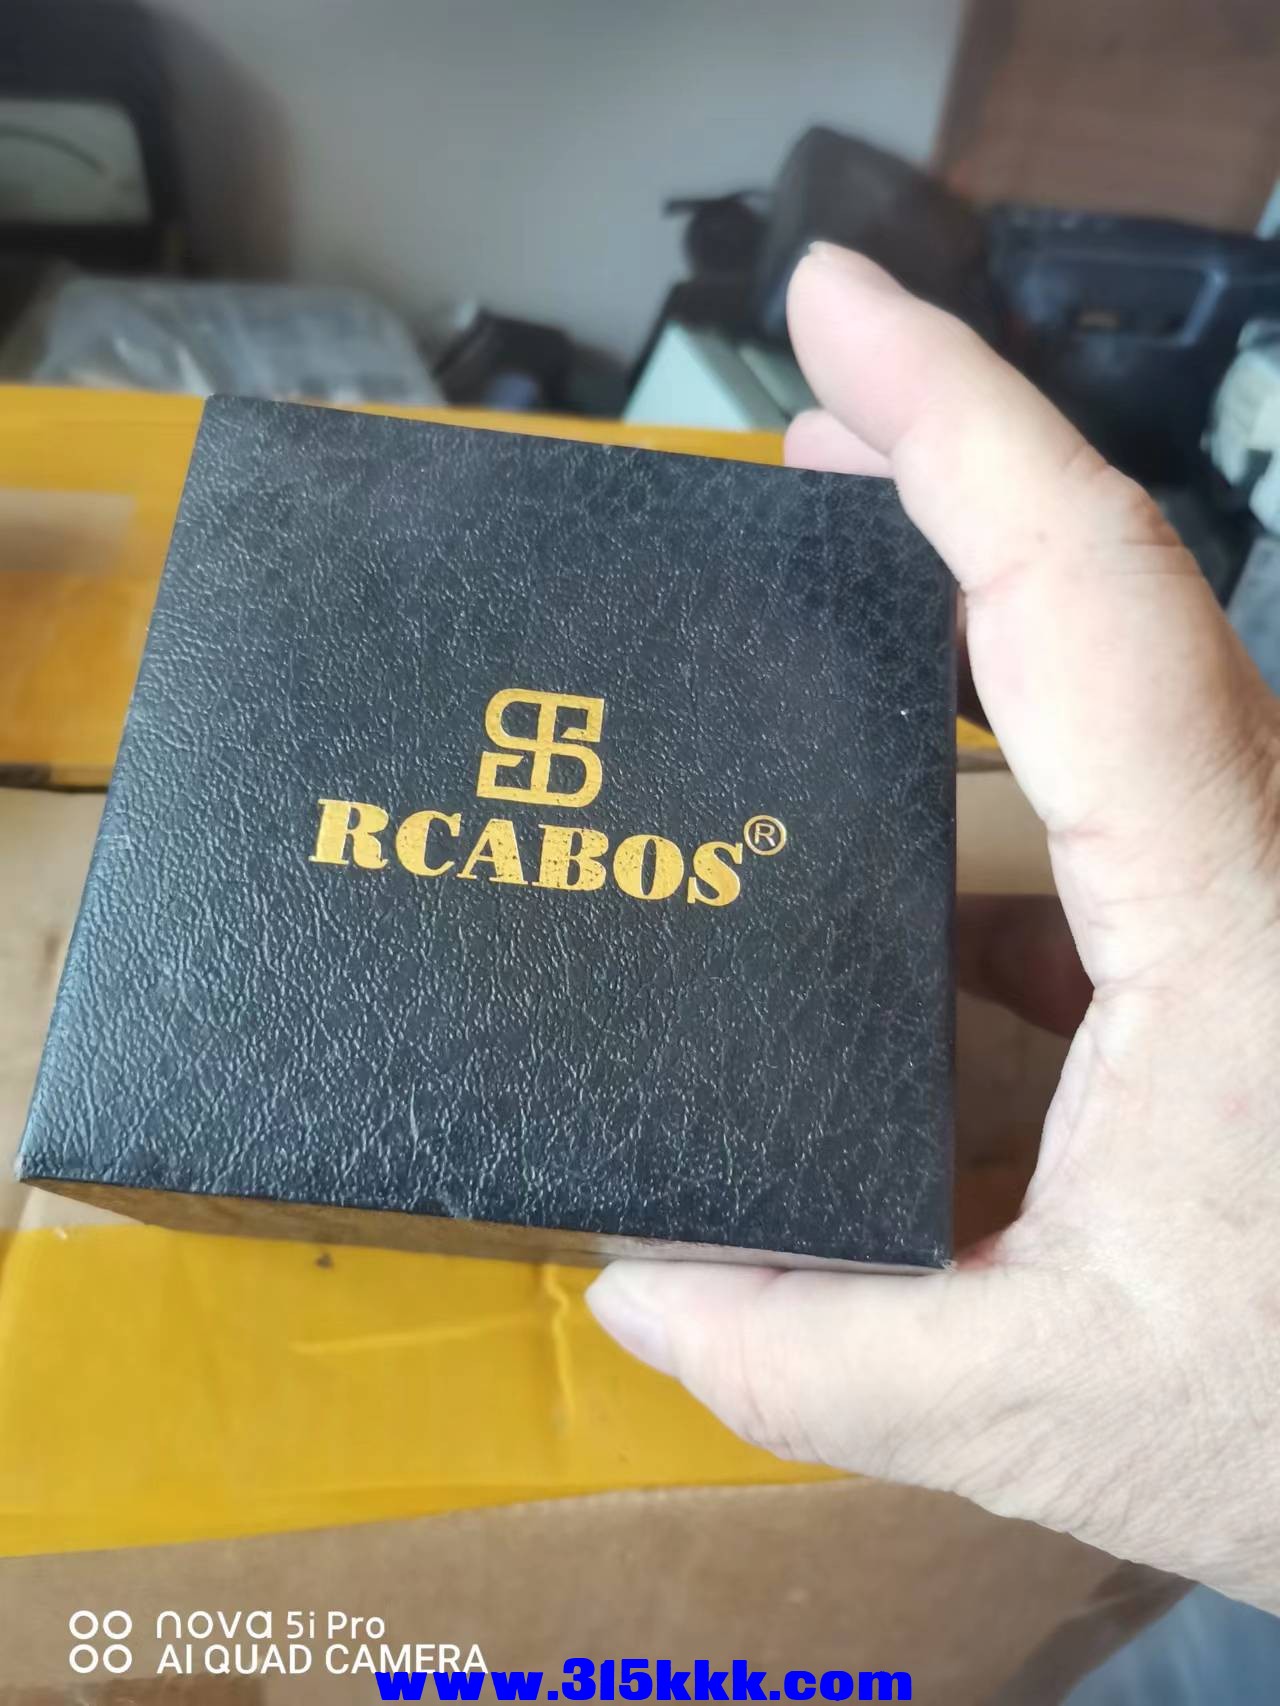 RCABOS®
nova 5i Pro
AI QUAD CAMERA
www.315kkk.com